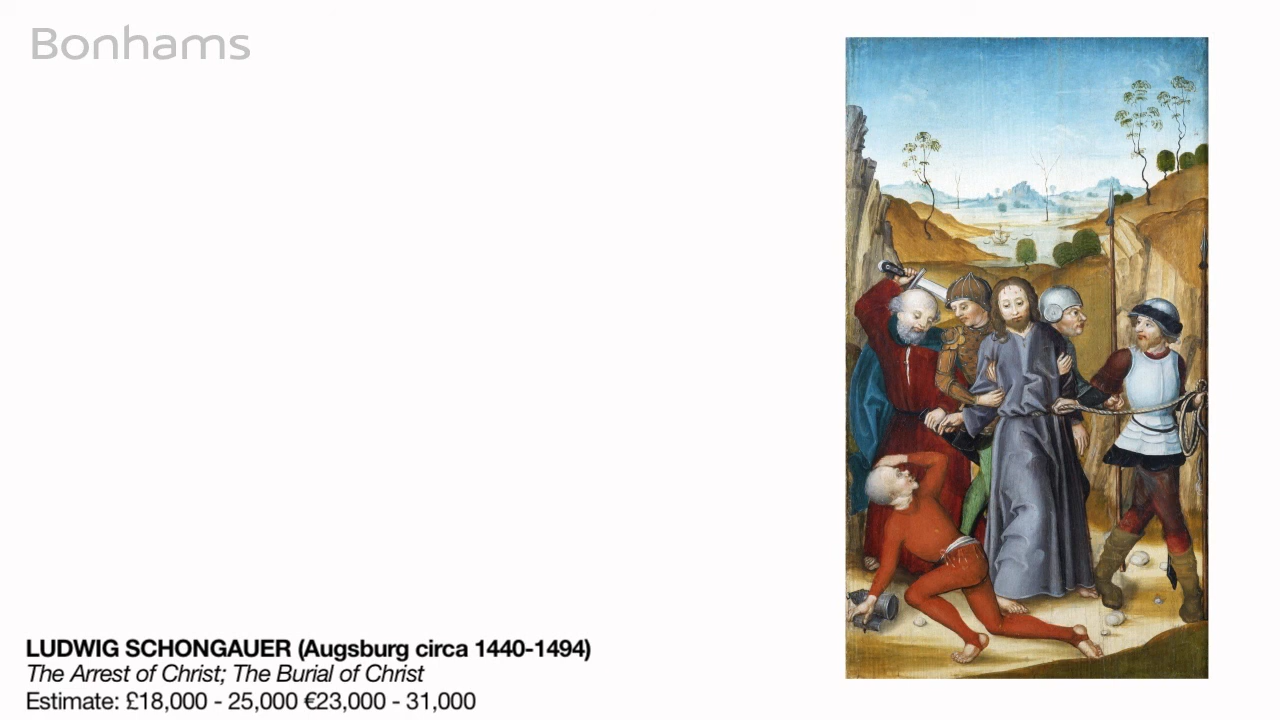 Bonhams
LUDWIG SCHONGAUER (Augsburg circa 1440-1494)
The Arrest of Christ; The Burial of Christ
Estimate: £18,000 - 25,000 €23,000 - 31,000